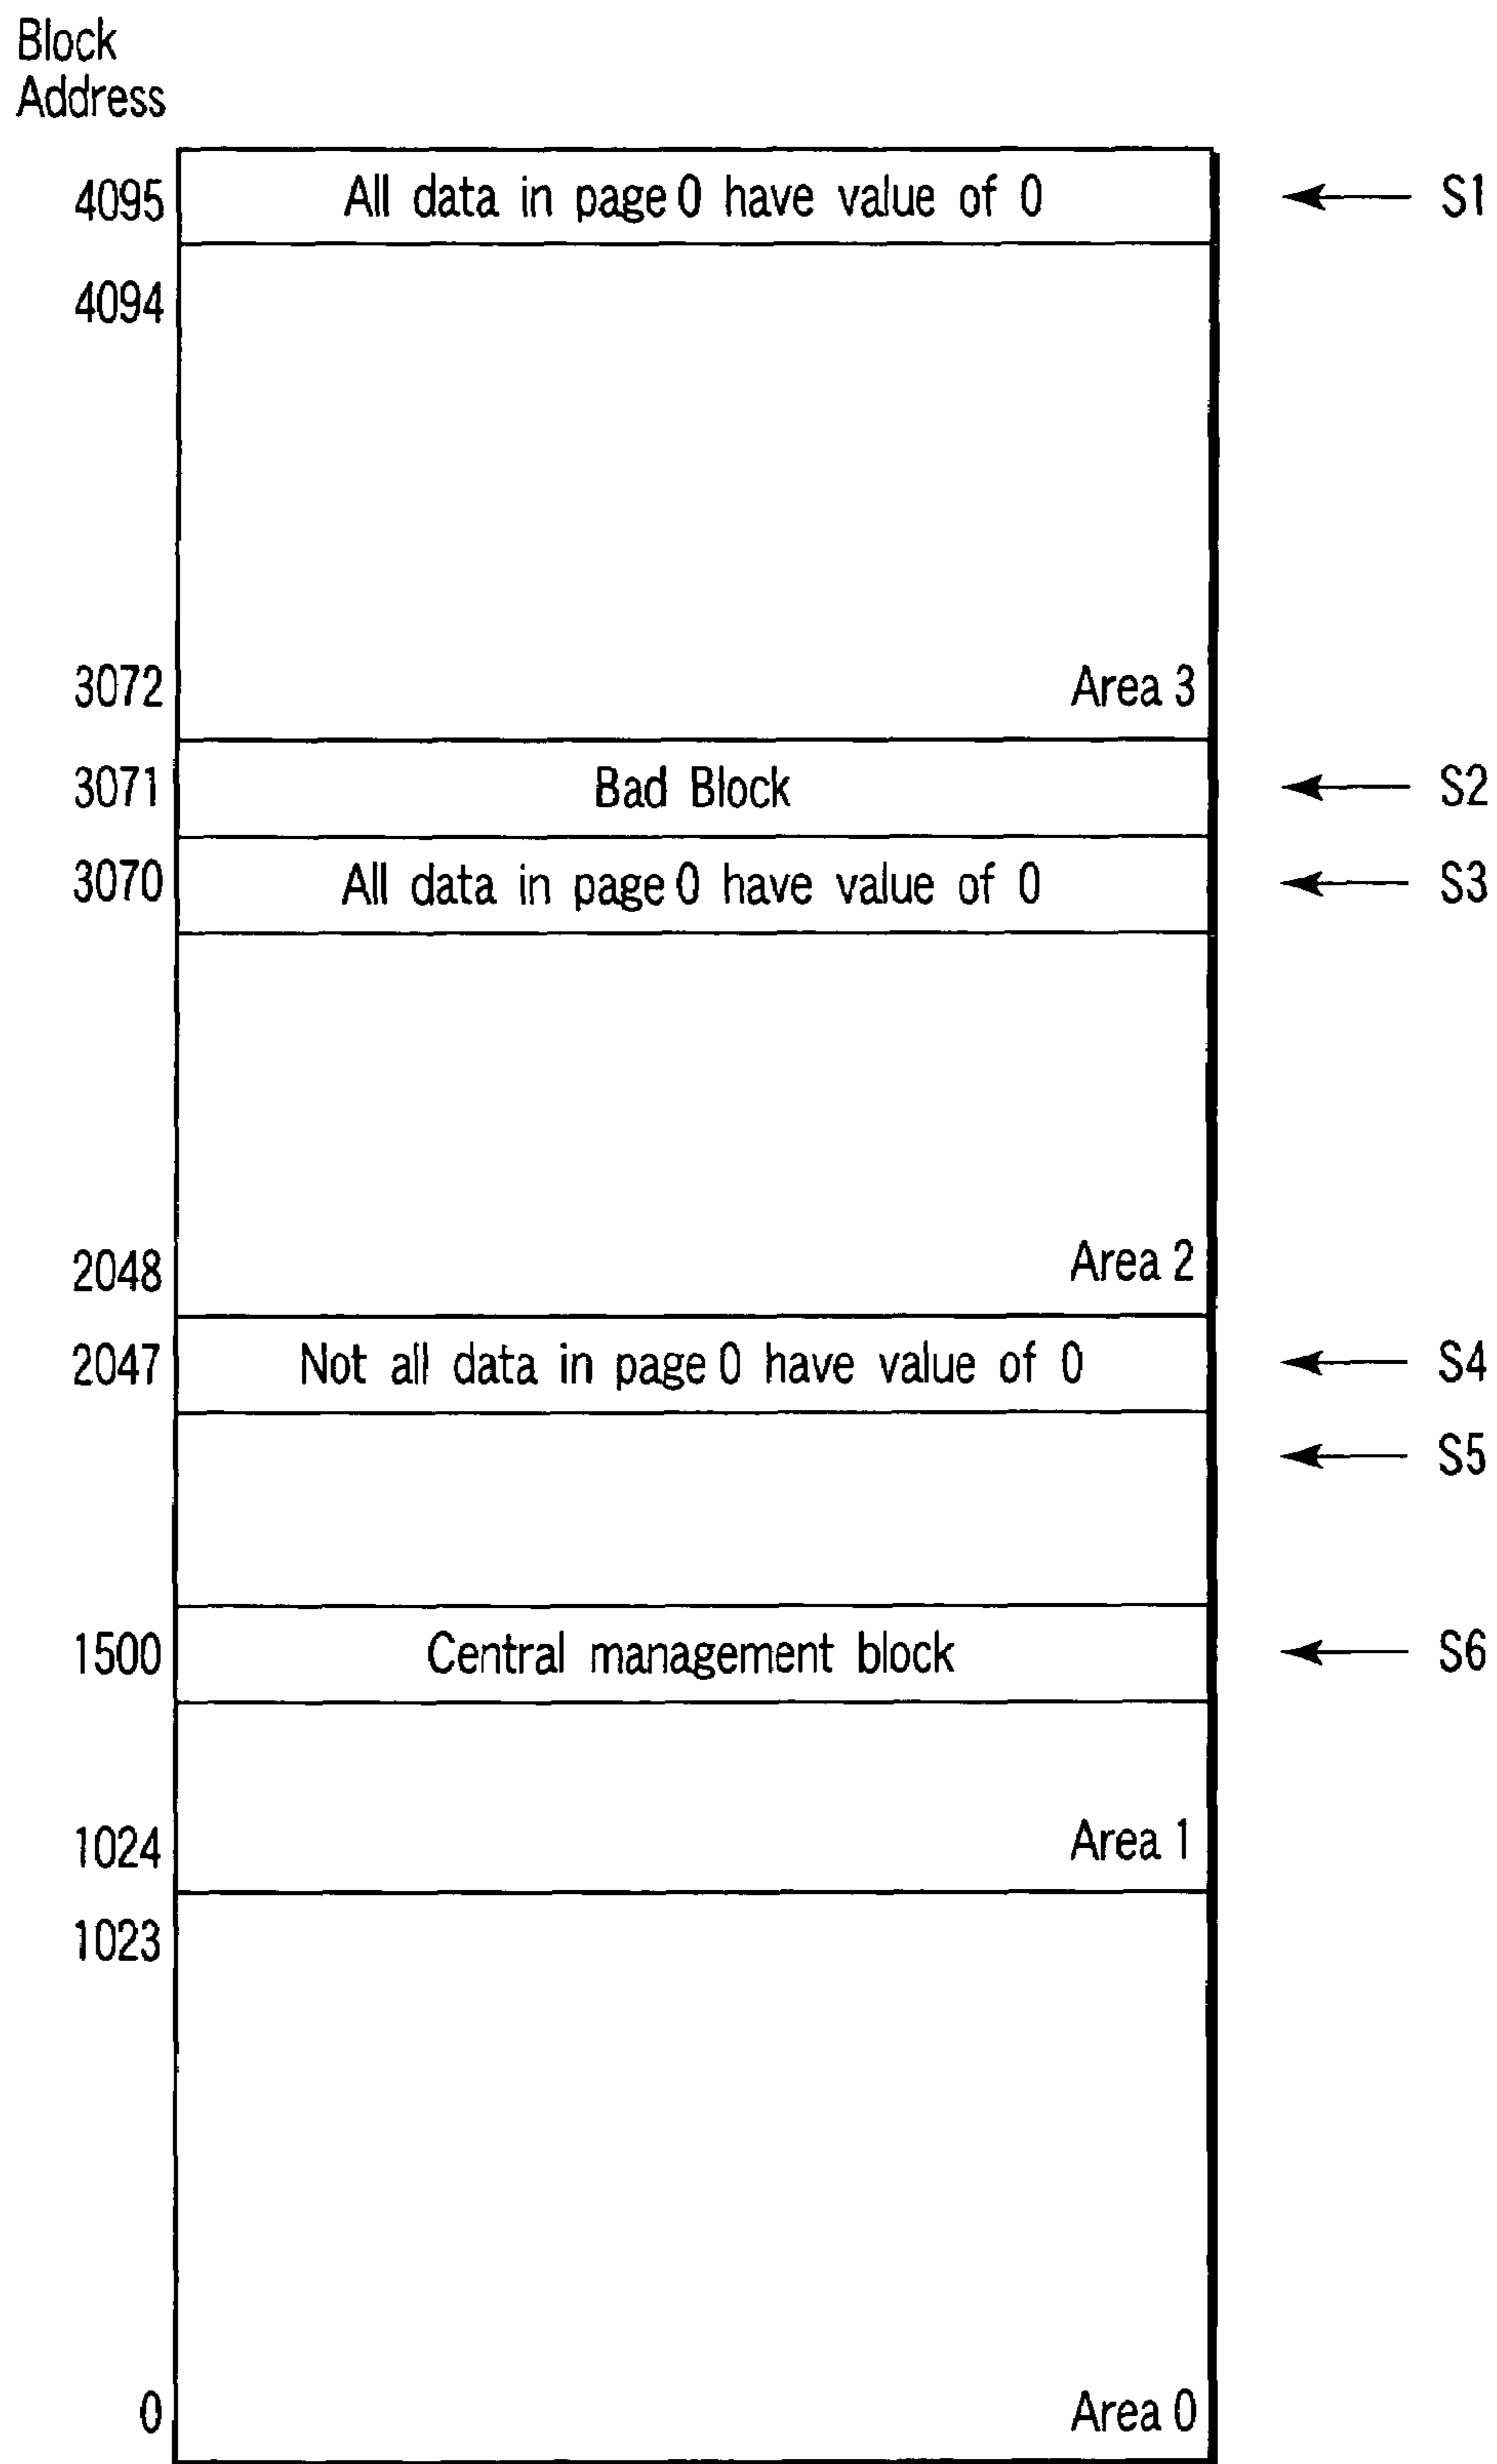 Block
Address
4095 All data in page 0 have value of 0 S1
4094
3072 Area 3
3071 Bad Block S2
3070 All data in page 0 have value of 0 S3
2048 Area 2
2047 Not all data in page 0 have value of 0 S4
S5
1500 Central management block S6
1024 Area 1
1023
0 Area 0